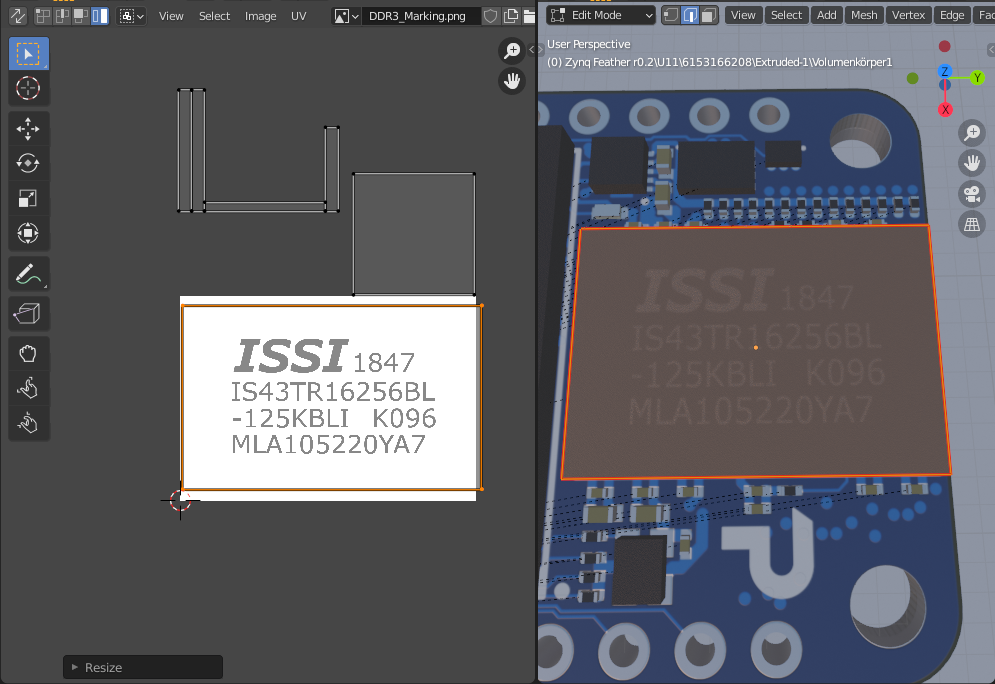 View Select Image UV DDR3_Marking.png
Edit Mode View Select Add Mesh Vertex Edge Fac
User Perspective
(0) Zynq Feather r0.2\U11\6153166208\Extruded-1\Volumenkörper1
Z
Y
X
ISSI 1847
IS43TR16256BL
-125KBLI K096
MLA105220YA7
ISSI 1847
IS43TR16256BL
-125KBLI K096
MLA105220YA7
Resize